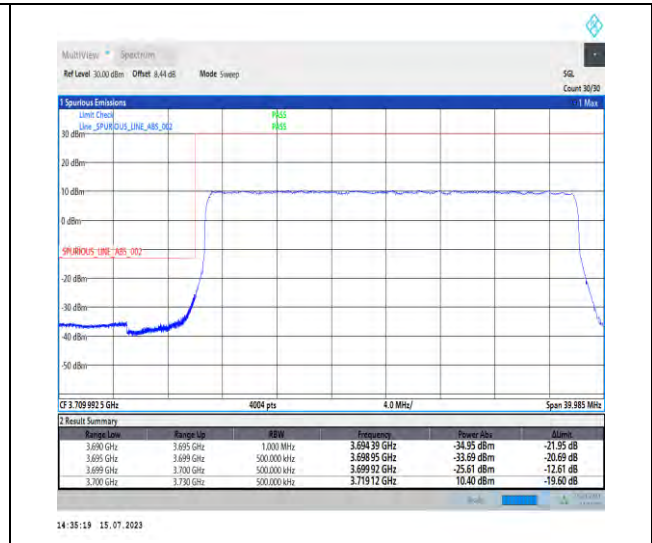 MultiView Spectrum
Ref Level 30.00 dBm Offset 8.44 dB Mode Sweep SGL
Count 30/30
1 Spurious Emissions 1 Max
Limit Check PASS
Line _SPURIOUS_LINE_ABS_002 PASS
30 dBm
20 dBm
10 dBm
0 dBm
SPURIOUS_LINE_ABS_002
-20 dBm
-30 dBm
-40 dBm
-50 dBm
CF 3.709 992 5 GHz 4004 pts 4.0 MHz/ Span 39.985 MHz
2 Result Summary
Range Low Range Up RBW Frequency Power Abs ΔLimit
3.690 GHz 3.695 GHz 1.000 MHz 3.694 39 GHz -34.95 dBm -21.95 dB
3.695 GHz 3.699 GHz 500.000 kHz 3.698 95 GHz -33.69 dBm -20.69 dB
3.699 GHz 3.700 GHz 500.000 kHz 3.699 92 GHz -25.61 dBm -12.61 dB
3.700 GHz 3.730 GHz 500.000 kHz 3.719 12 GHz 10.40 dBm -19.60 dB
Ready
14:35:19 15.07.2023